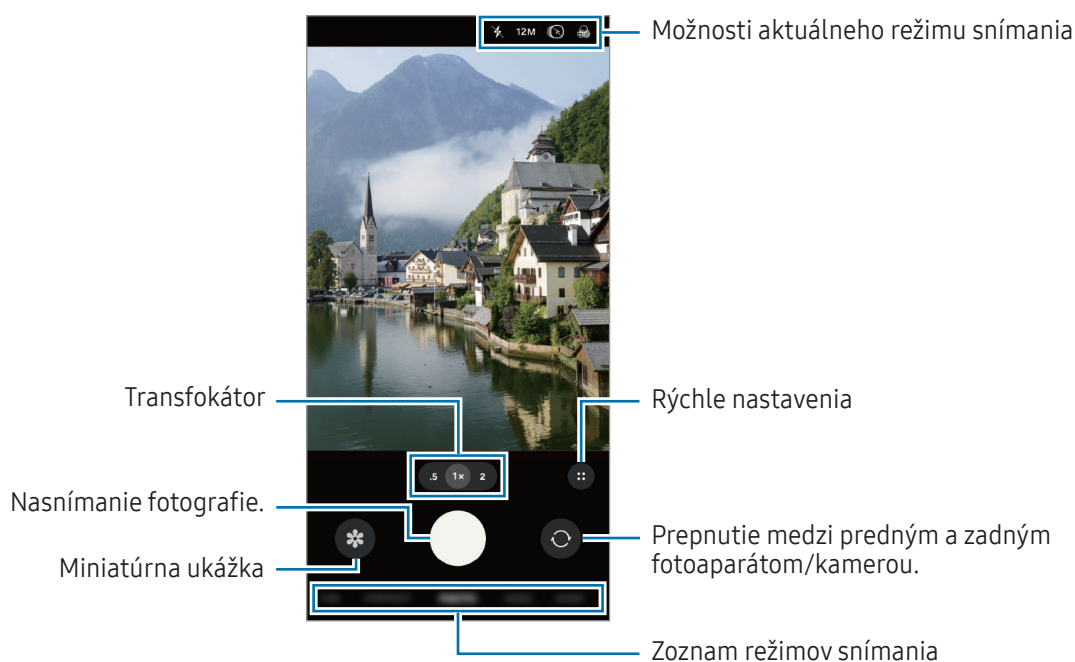 Možnosti aktuálneho režimu snímania
12M
Transfokátor
Rýchle nastavenia
.5 1× 2
Nasnímanie fotografie.
Prepnutie medzi predným a zadným
fotoaparátom/kamerou.
Miniatúrna ukážka
Zoznam režimov snímania